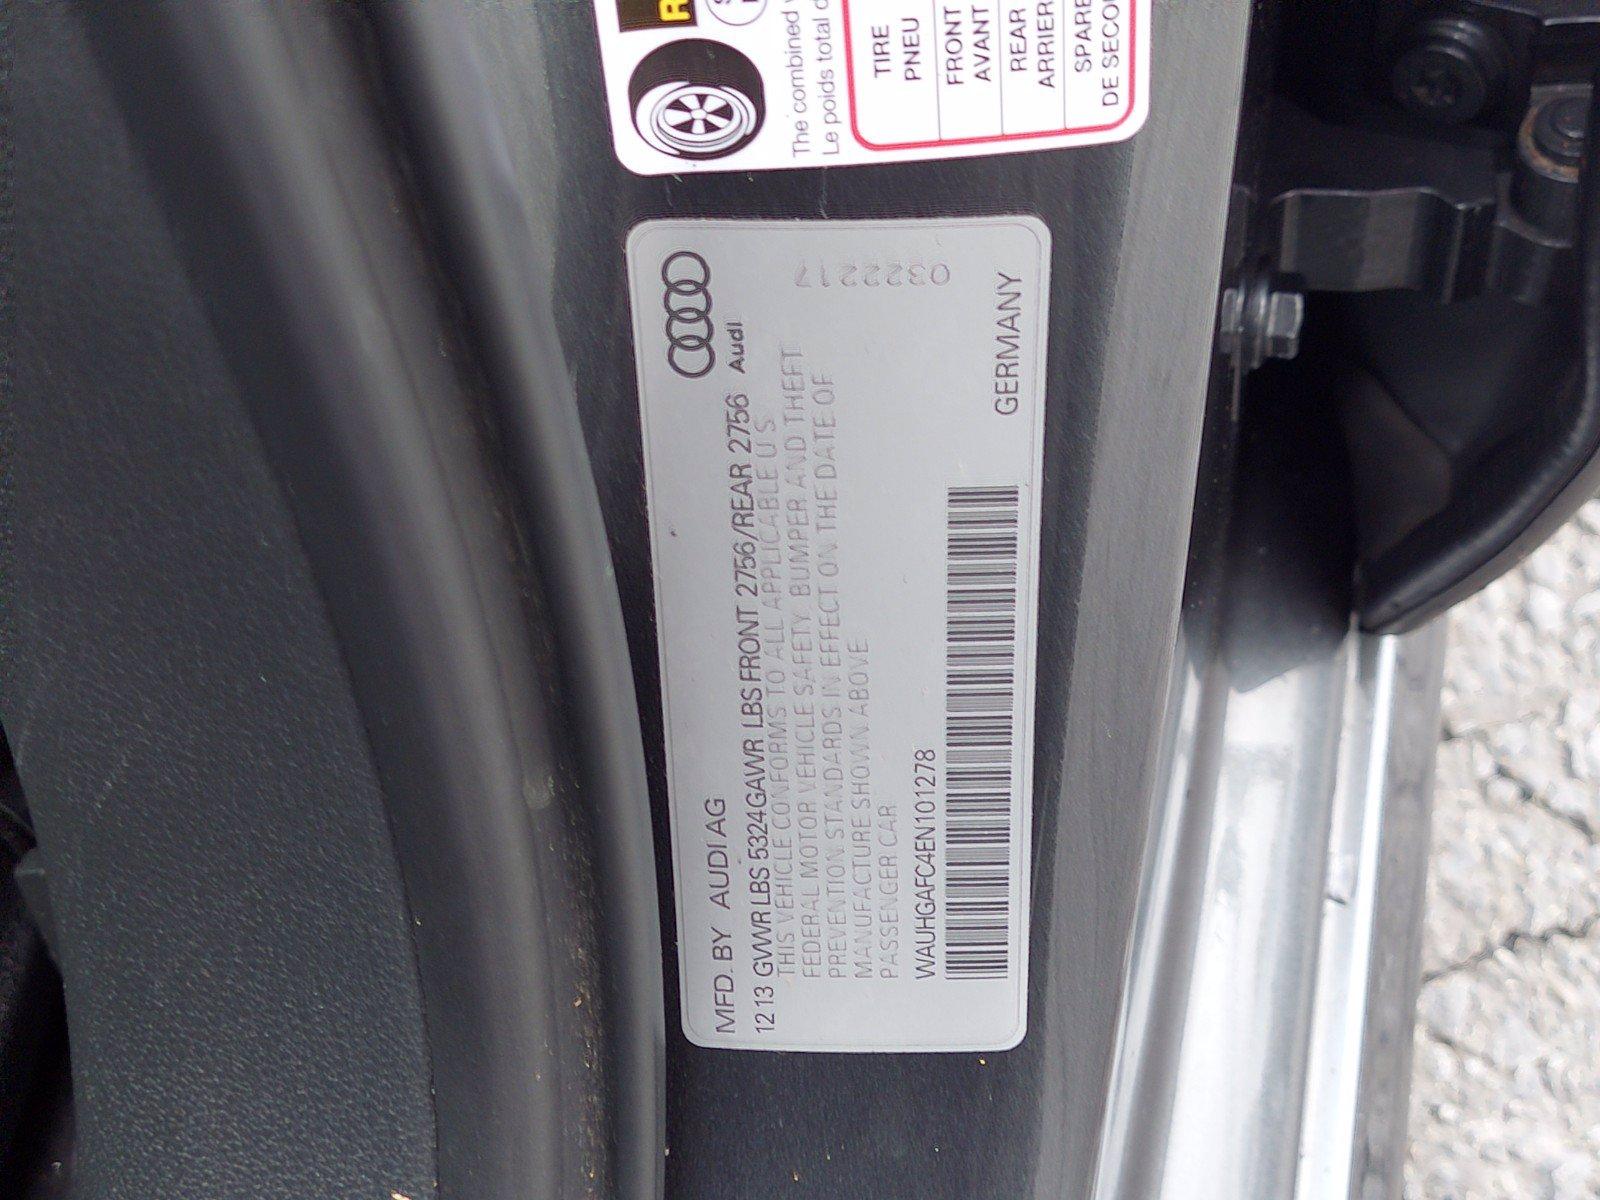 R
The combined
Le poids total d
TIRE
PNEU
FRONT
AVANT
REAR
ARRIER
SPARE
DE SECOU
MFD. BY AUDI AG
Audi
12 13 GVWR LBS 5324 GAWR LBS FRONT 2756/REAR 2756
THIS VEHICLE CONFORMS TO ALL APPLICABLE U S
FEDERAL MOTOR VEHICLE SAFETY BUMPER AND THEFT
PREVENTION STANDARDS IN EFFECT ON THE DATE OF
MANUFACTURE SHOWN ABOVE
PASSENGER CAR
WAUHGAFC4EN101278
GERMANY